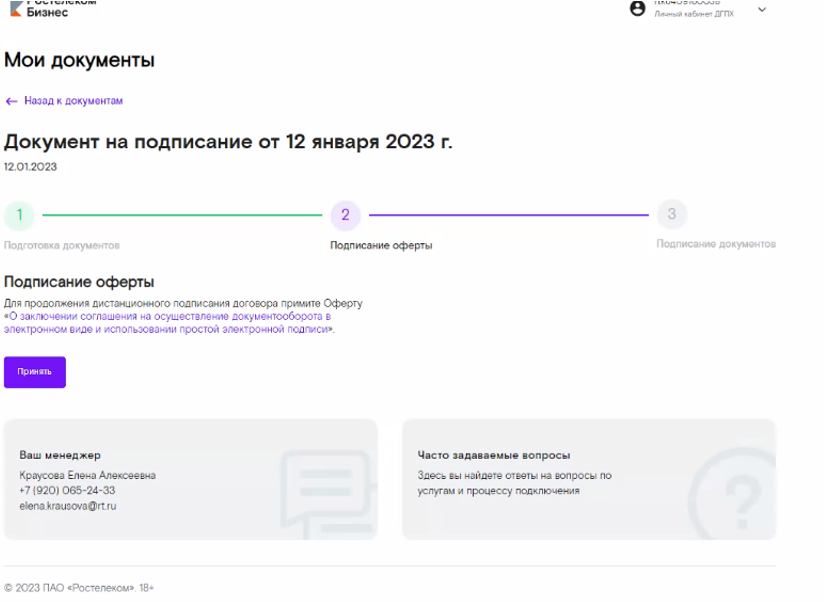 Ростелеком
Бизнес
Личный кабинет ДГПХ
Мои документы
← Назад к документам
Документ на подписание от 12 января 2023 г.
12.01.2023
1
2
3
Подготовка документов
Подписание оферты
Подписание документов
Подписание оферты
Для продолжения дистанционного подписания договора примите Оферту
«О заключении соглашения на осуществление документооборота в
электронном виде и использовании простой электронной подписи».
Принять
Ваш менеджер
Краусова Елена Алексеевна
+7 (920) 065-24-33
elena.krausova@rt.ru
Часто задаваемые вопросы
Здесь вы найдете ответы на вопросы по
услугам и процессу подключения
?
© 2023 ПАО «Ростелеком». 18+